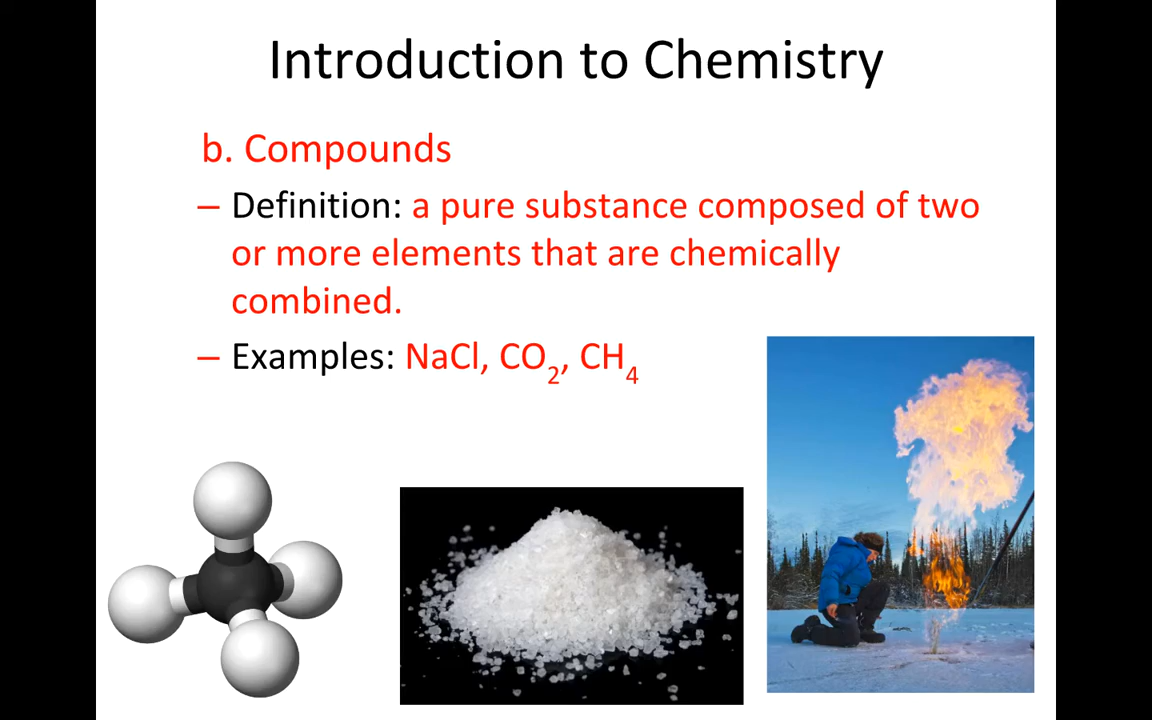 Introduction to Chemistry
b. Compounds
– Definition: a pure substance composed of two
or more elements that are chemically
combined.
– Examples: NaCl, CO₂, CH₄